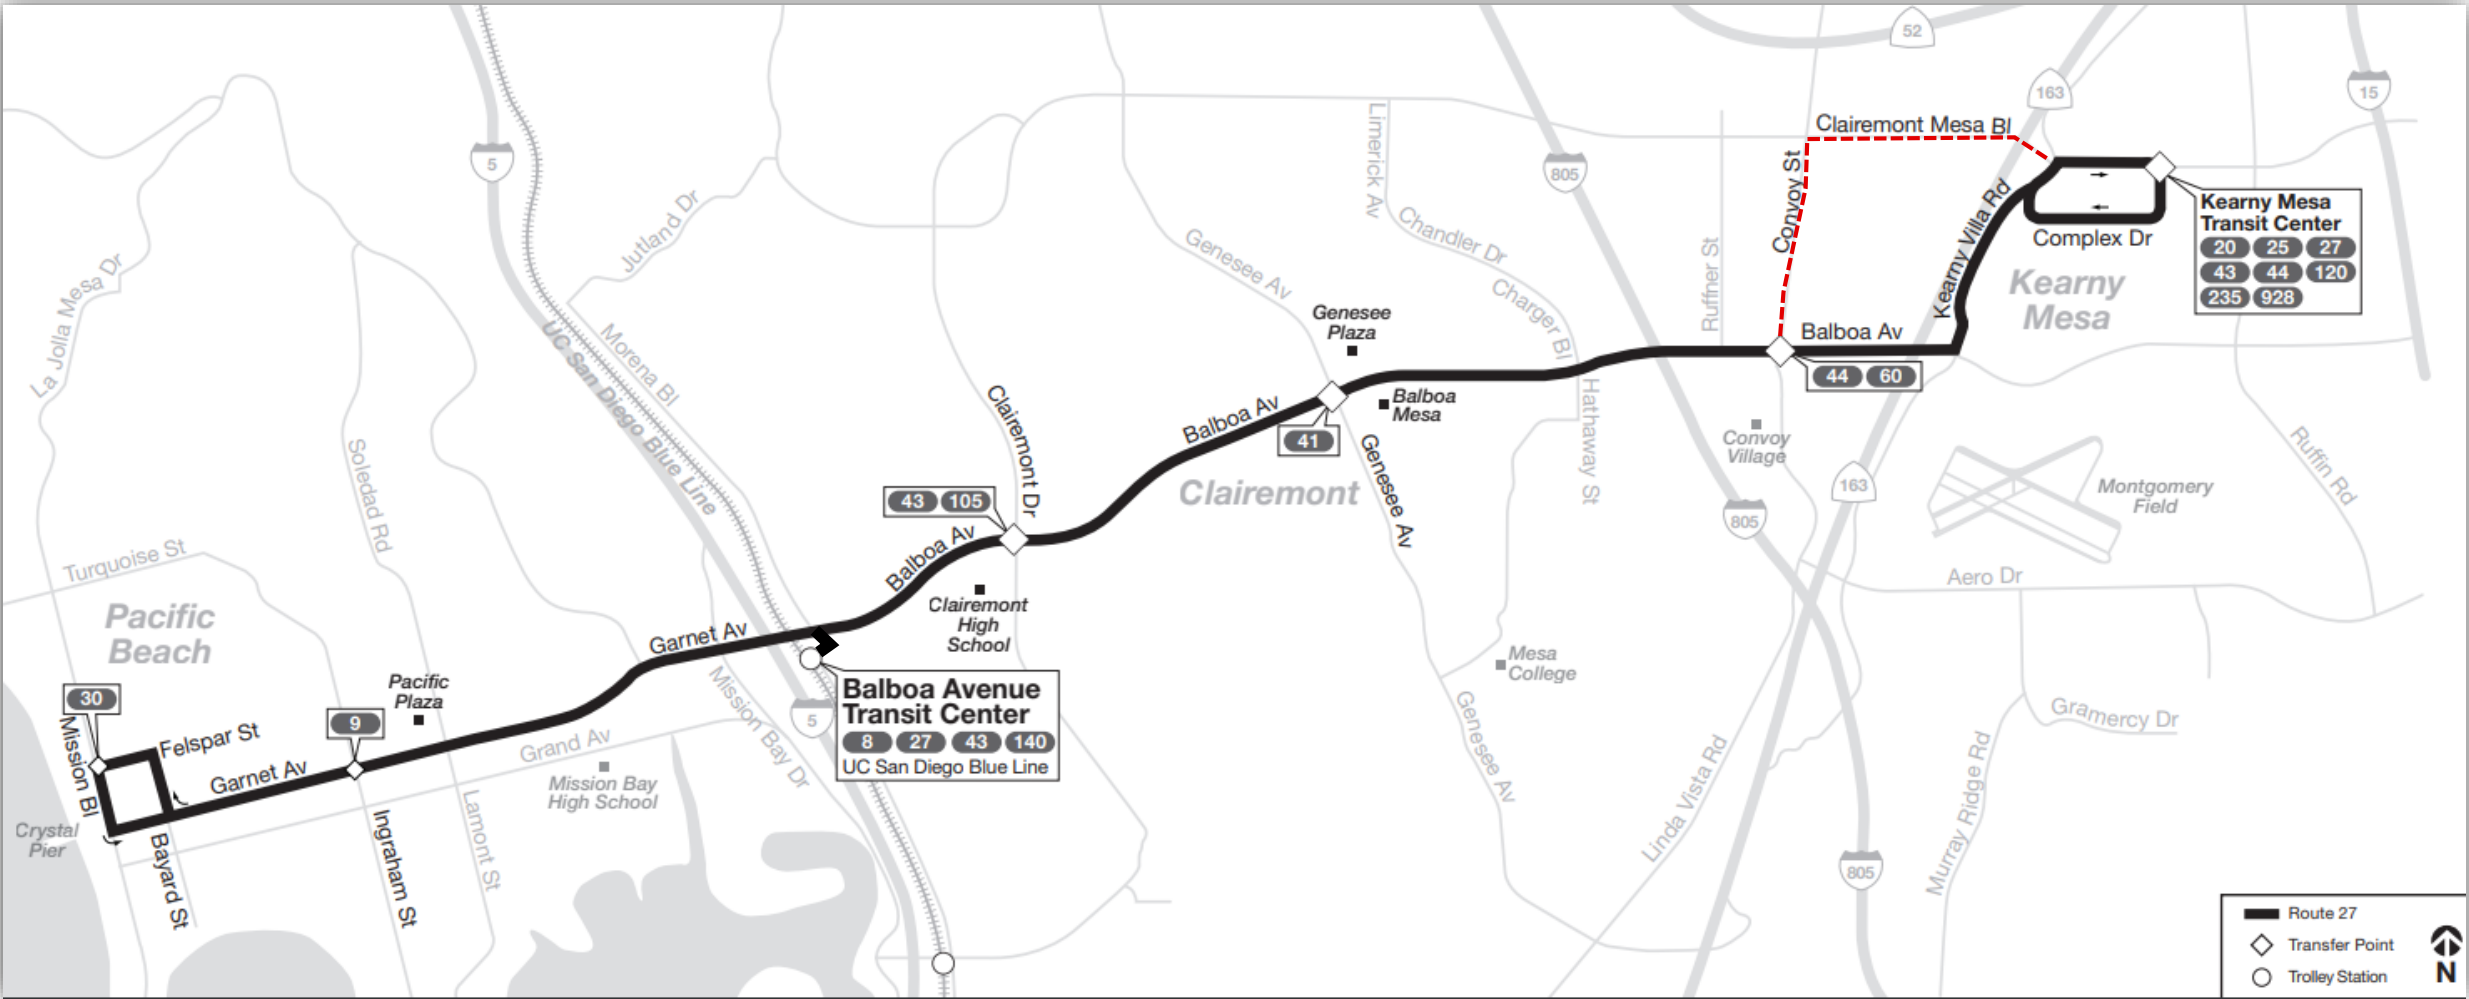 52
163
15
Clairemont Mesa Bl
Limerick Av
5
805
Convoy St
Kearny Villa Rd
Kearny Mesa
Transit Center
20 25 27
43 44 120
235 928
Complex Dr
Jutland Dr
Chandler Dr
Genesee Av
Ruffner St
La Jolla Mesa Dr
Kearny
Mesa
Charger Bl
Genesee
Plaza
Morena Bl
UC San Diego Blue Line
Balboa Av
44 60
Balboa
Mesa
Hathaway St
Clairemont Dr
Balboa Av
41
Genesee Av
Convoy
Village
Ruffin Rd
Soledad Rd
Clairemont
163
Montgomery
Field
43 105
805
Balboa Av
Turquoise St
Aero Dr
Pacific
Beach
Clairemont
High
School
Garnet Av
Mesa
College
Pacific
Plaza
Balboa Avenue
Transit Center
8 27 43 140
UC San Diego Blue Line
30
9
5
Mission Bay Dr
Genesee Av
Gramercy Dr
Mission Bl
Felspar St
Grand Av
Garnet Av
Mission Bay
High School
Linda Vista Rd
Murray Ridge Rd
Crystal
Pier
Bayard St
Ingraham St
Lamont St
805
Route 27
Transfer Point
Trolley Station
N